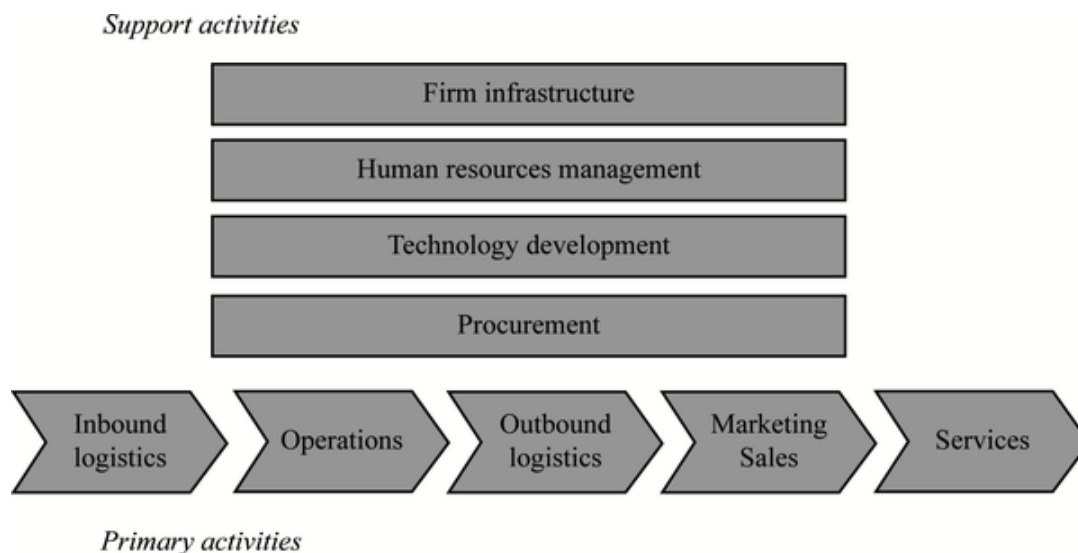 Support activities
Firm infrastructure
Human resources management
Technology development
Procurement
Inbound
logistics
Operations
Outbound
logistics
Marketing
Sales
Services
Primary activities